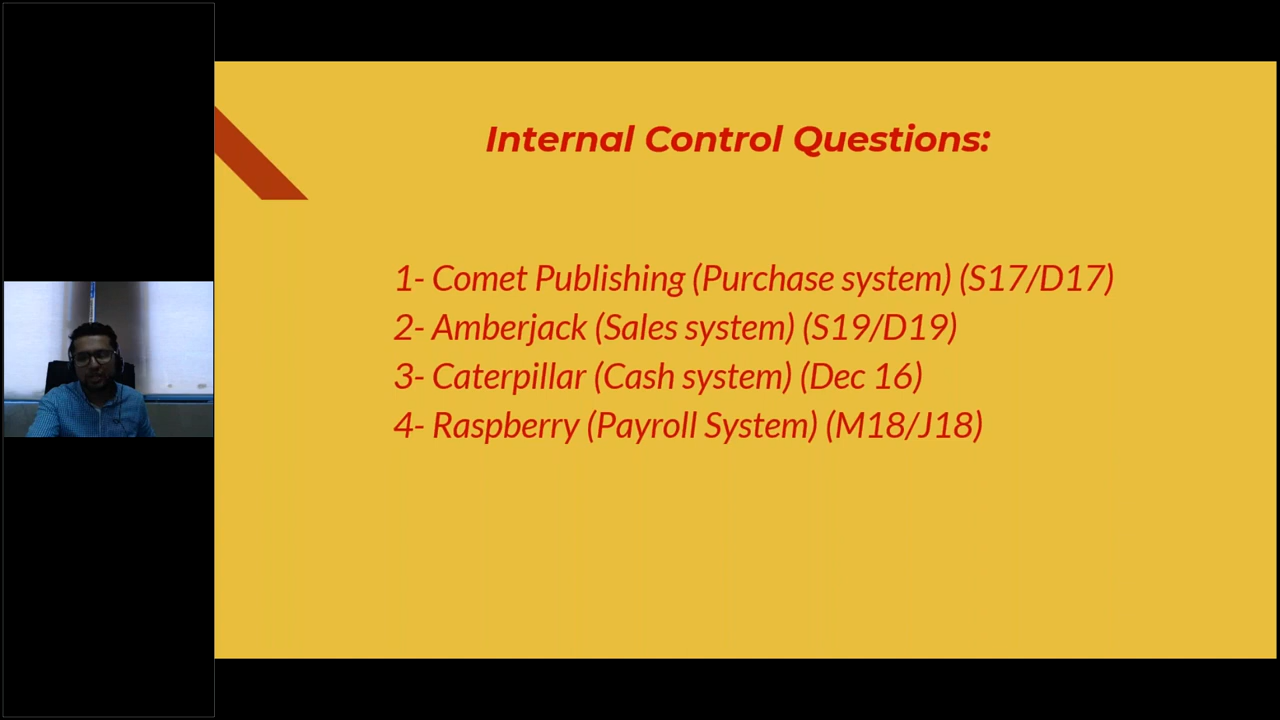 Internal Control Questions:
1- Comet Publishing (Purchase system) (S17/D17)
2- Amberjack (Sales system) (S19/D19)
3- Caterpillar (Cash system) (Dec 16)
4- Raspberry (Payroll System) (M18/J18)